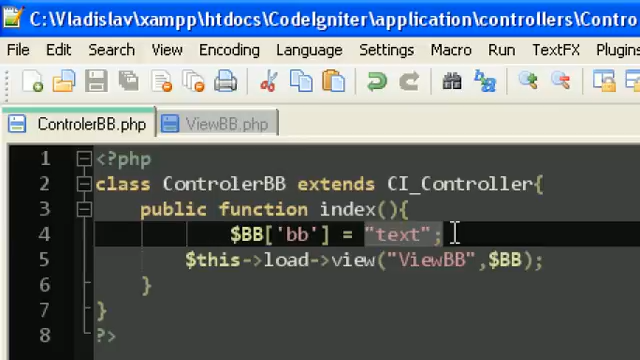 C:\Vladislav\xampp\htdocs\CodeIgniter\application\controllers\Contro
File Edit Search View Encoding Language Settings Macro Run TextFX Plugins
ControlerBB.php ViewBB.php
1 <?php
2 class ControlerBB extends CI_Controller{
3 public function index(){
4 $BB['bb'] = "text";
5 $this->load->view("ViewBB",$BB);
6 }
7 }
8 ?>